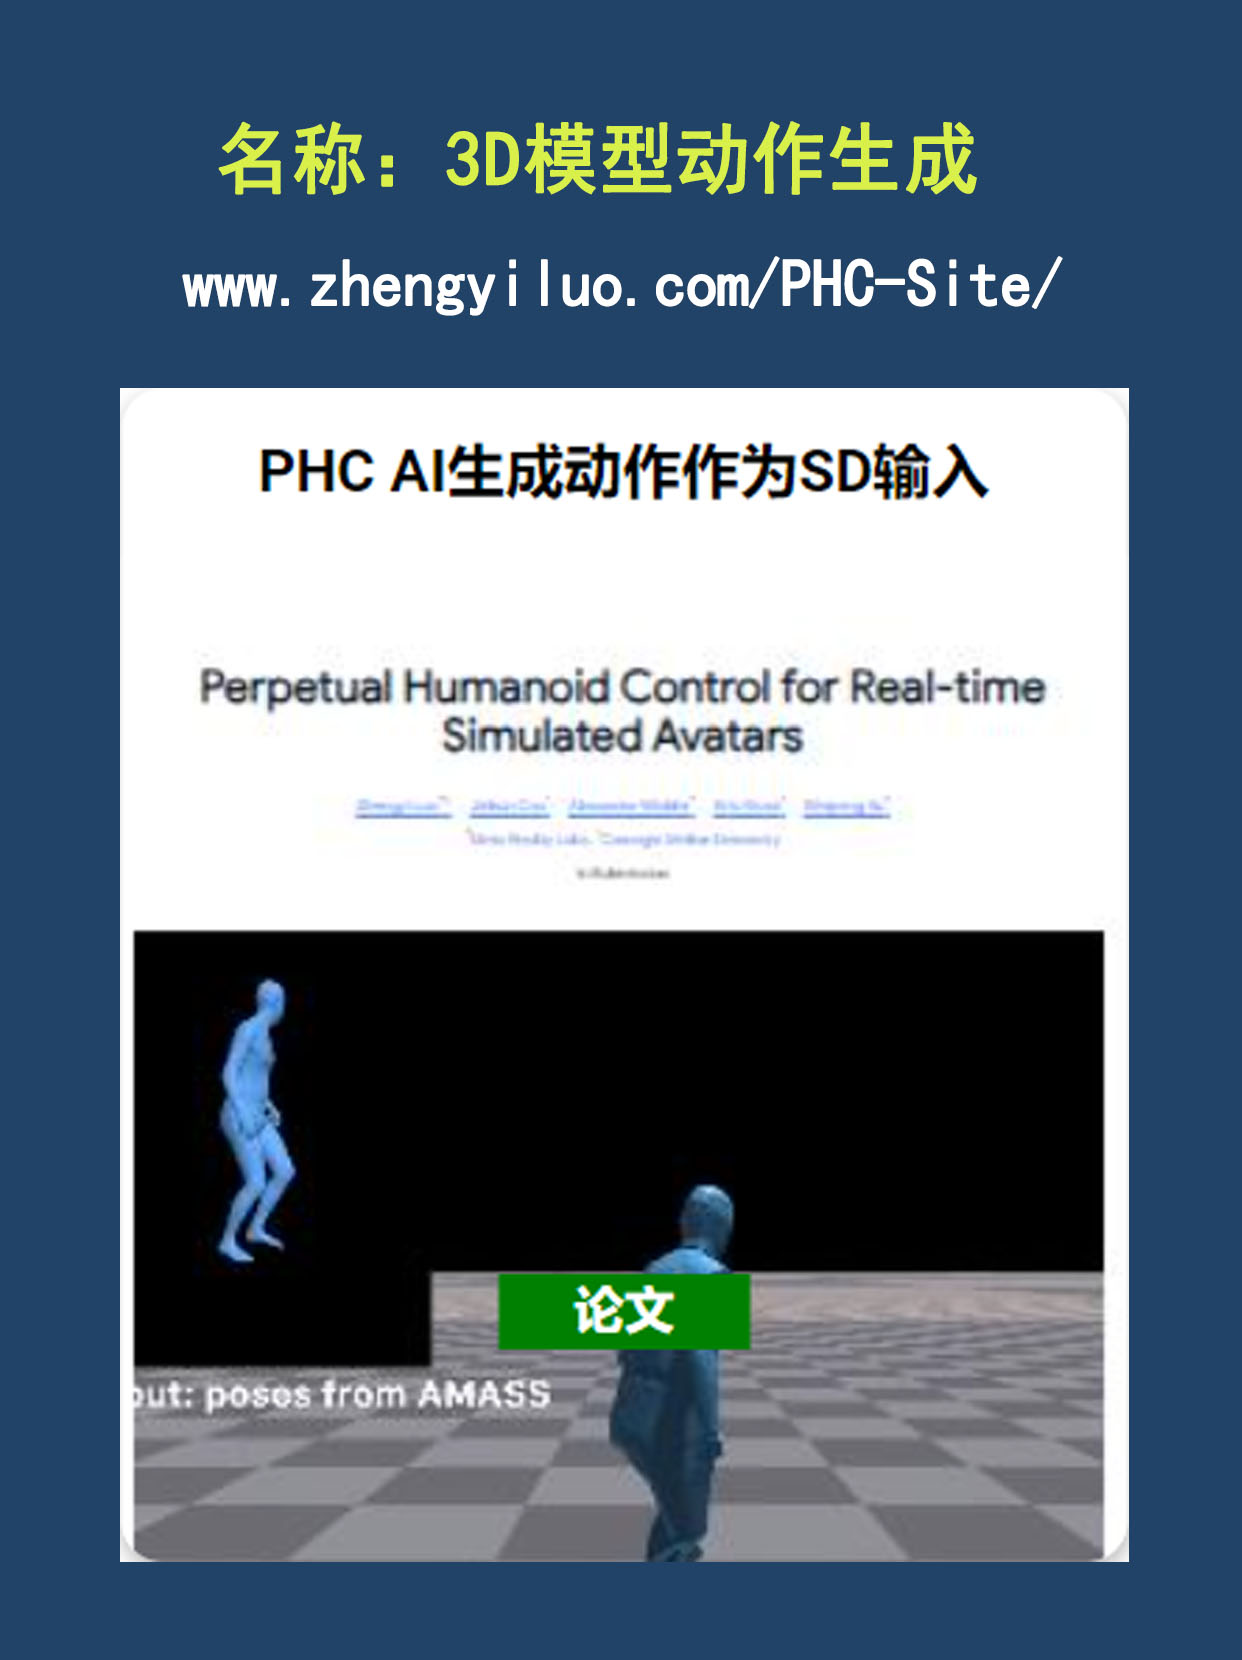 名称：3D模型动作生成
www.zhengyiluo.com/PHC-Site/
PHC AI生成动作作为SD输入
Perpetual Humanoid Control for Real-time
Simulated Avatars
论文
out: poses from AMASS